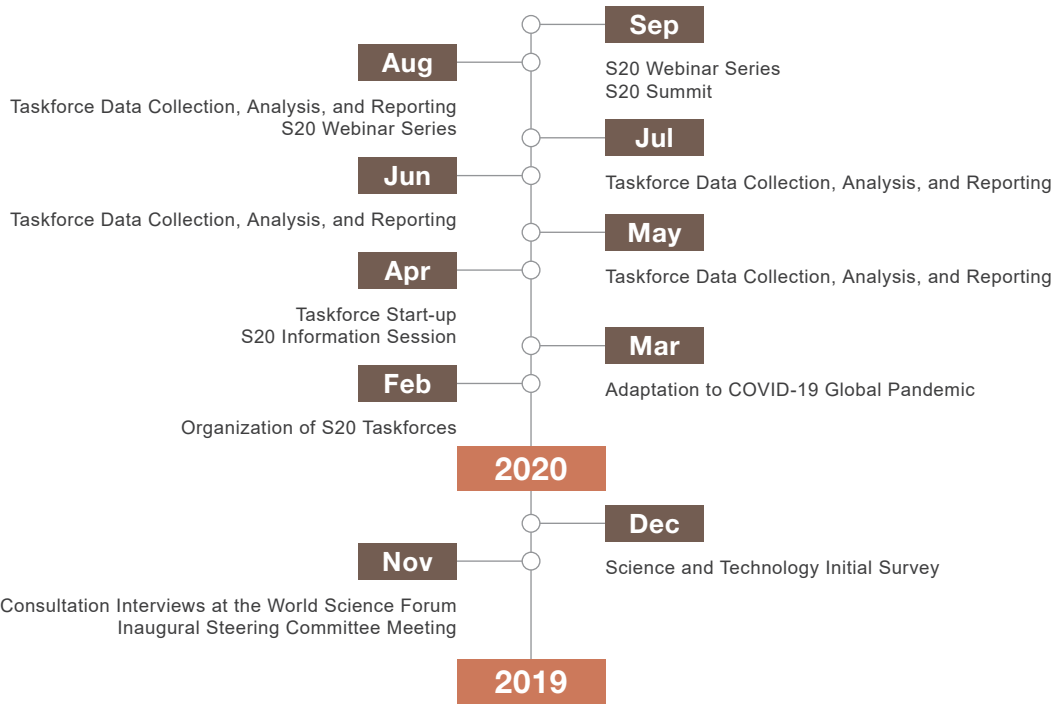 Sep
S20 Webinar Series
S20 Summit
Aug
Taskforce Data Collection, Analysis, and Reporting
S20 Webinar Series
Jul
Taskforce Data Collection, Analysis, and Reporting
Jun
Taskforce Data Collection, Analysis, and Reporting
May
Taskforce Data Collection, Analysis, and Reporting
Apr
Taskforce Start-up
S20 Information Session
Mar
Adaptation to COVID-19 Global Pandemic
Feb
Organization of S20 Taskforces
2020
Dec
Science and Technology Initial Survey
Nov
Consultation Interviews at the World Science Forum
Inaugural Steering Committee Meeting
2019